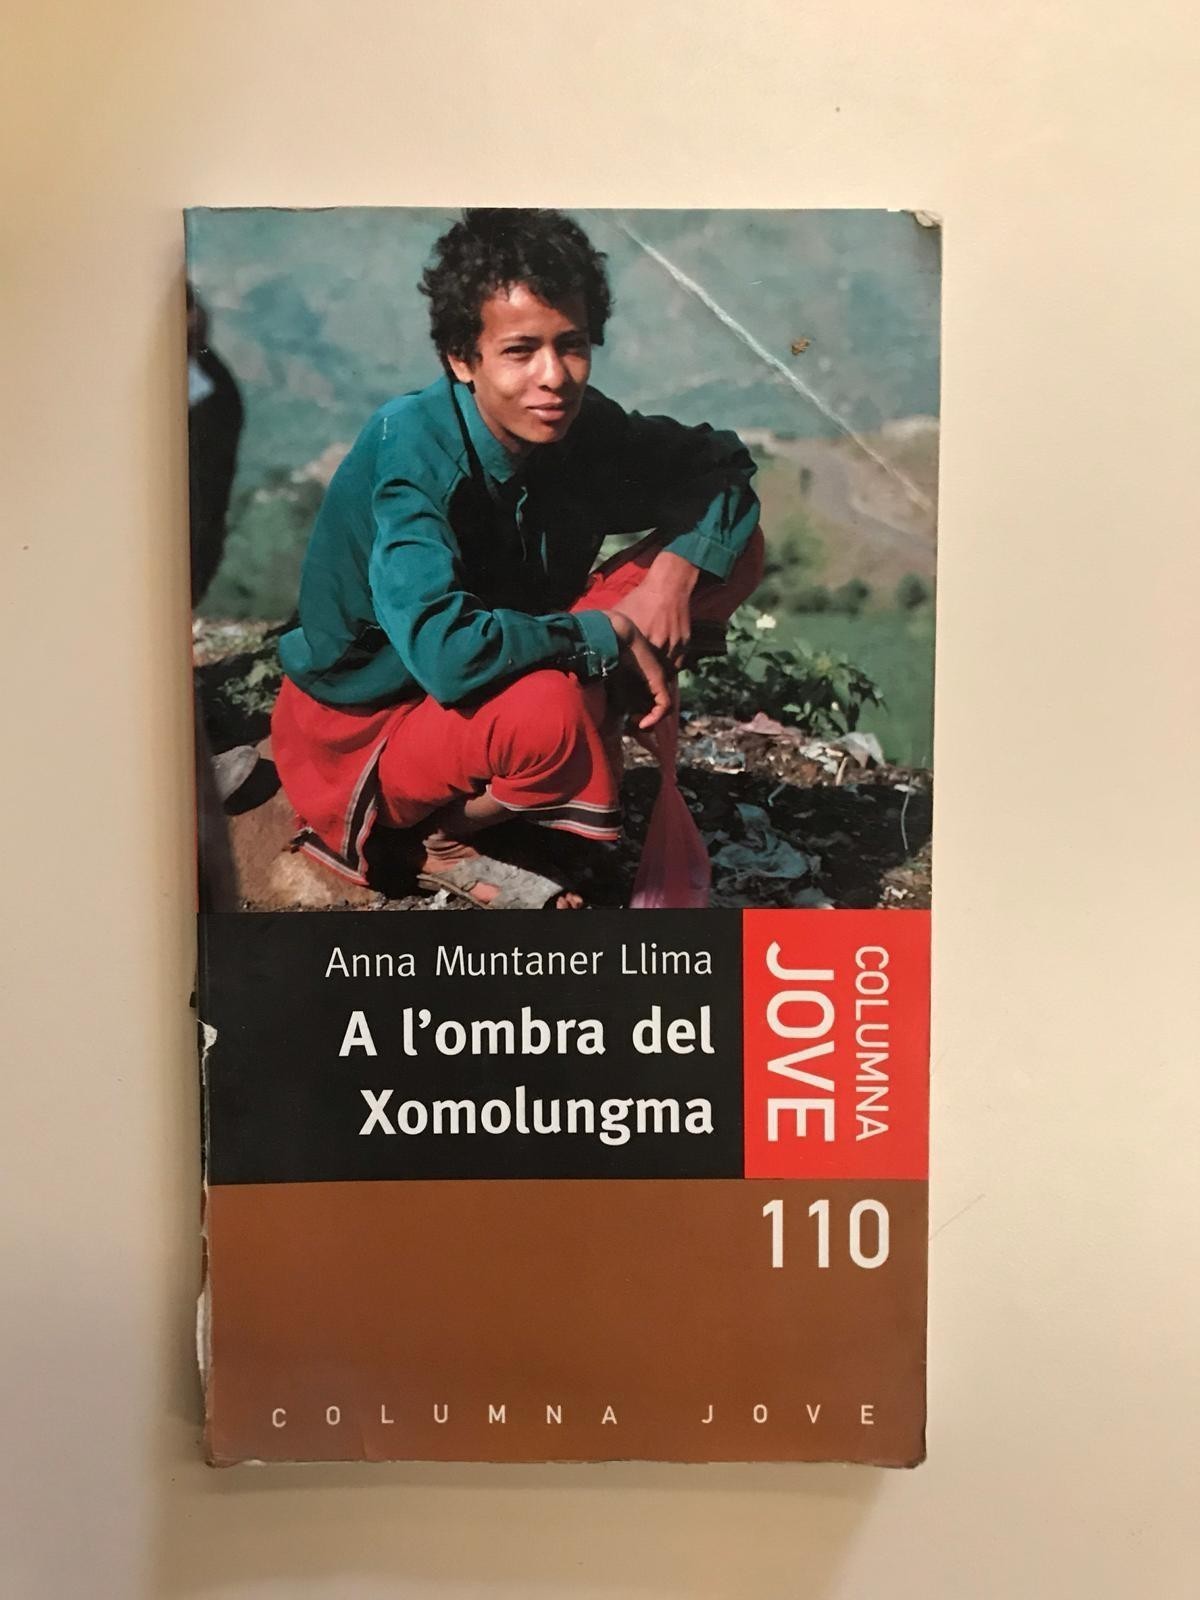 Anna Muntaner Llima
A l'ombra del
Xomolungma
COLUMNA
JOVE
110
COLUMNA JOVE